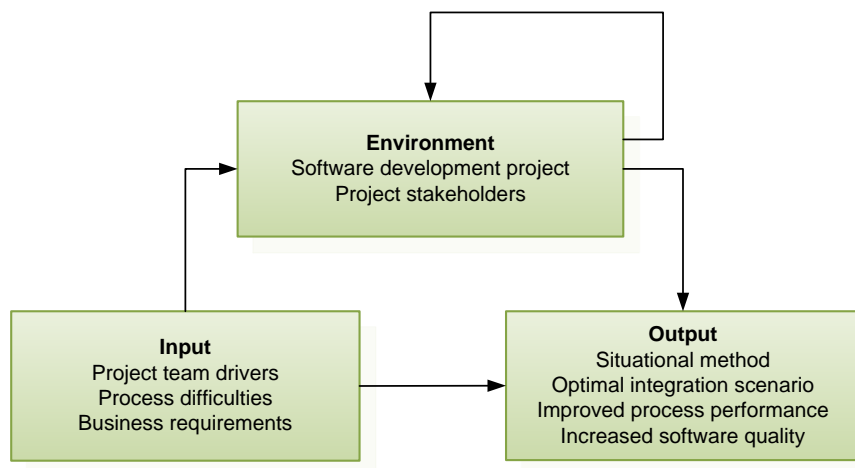 Environment
Software development project
Project stakeholders
Input
Project team drivers
Process difficulties
Business requirements
Output
Situational method
Optimal integration scenario
Improved process performance
Increased software quality